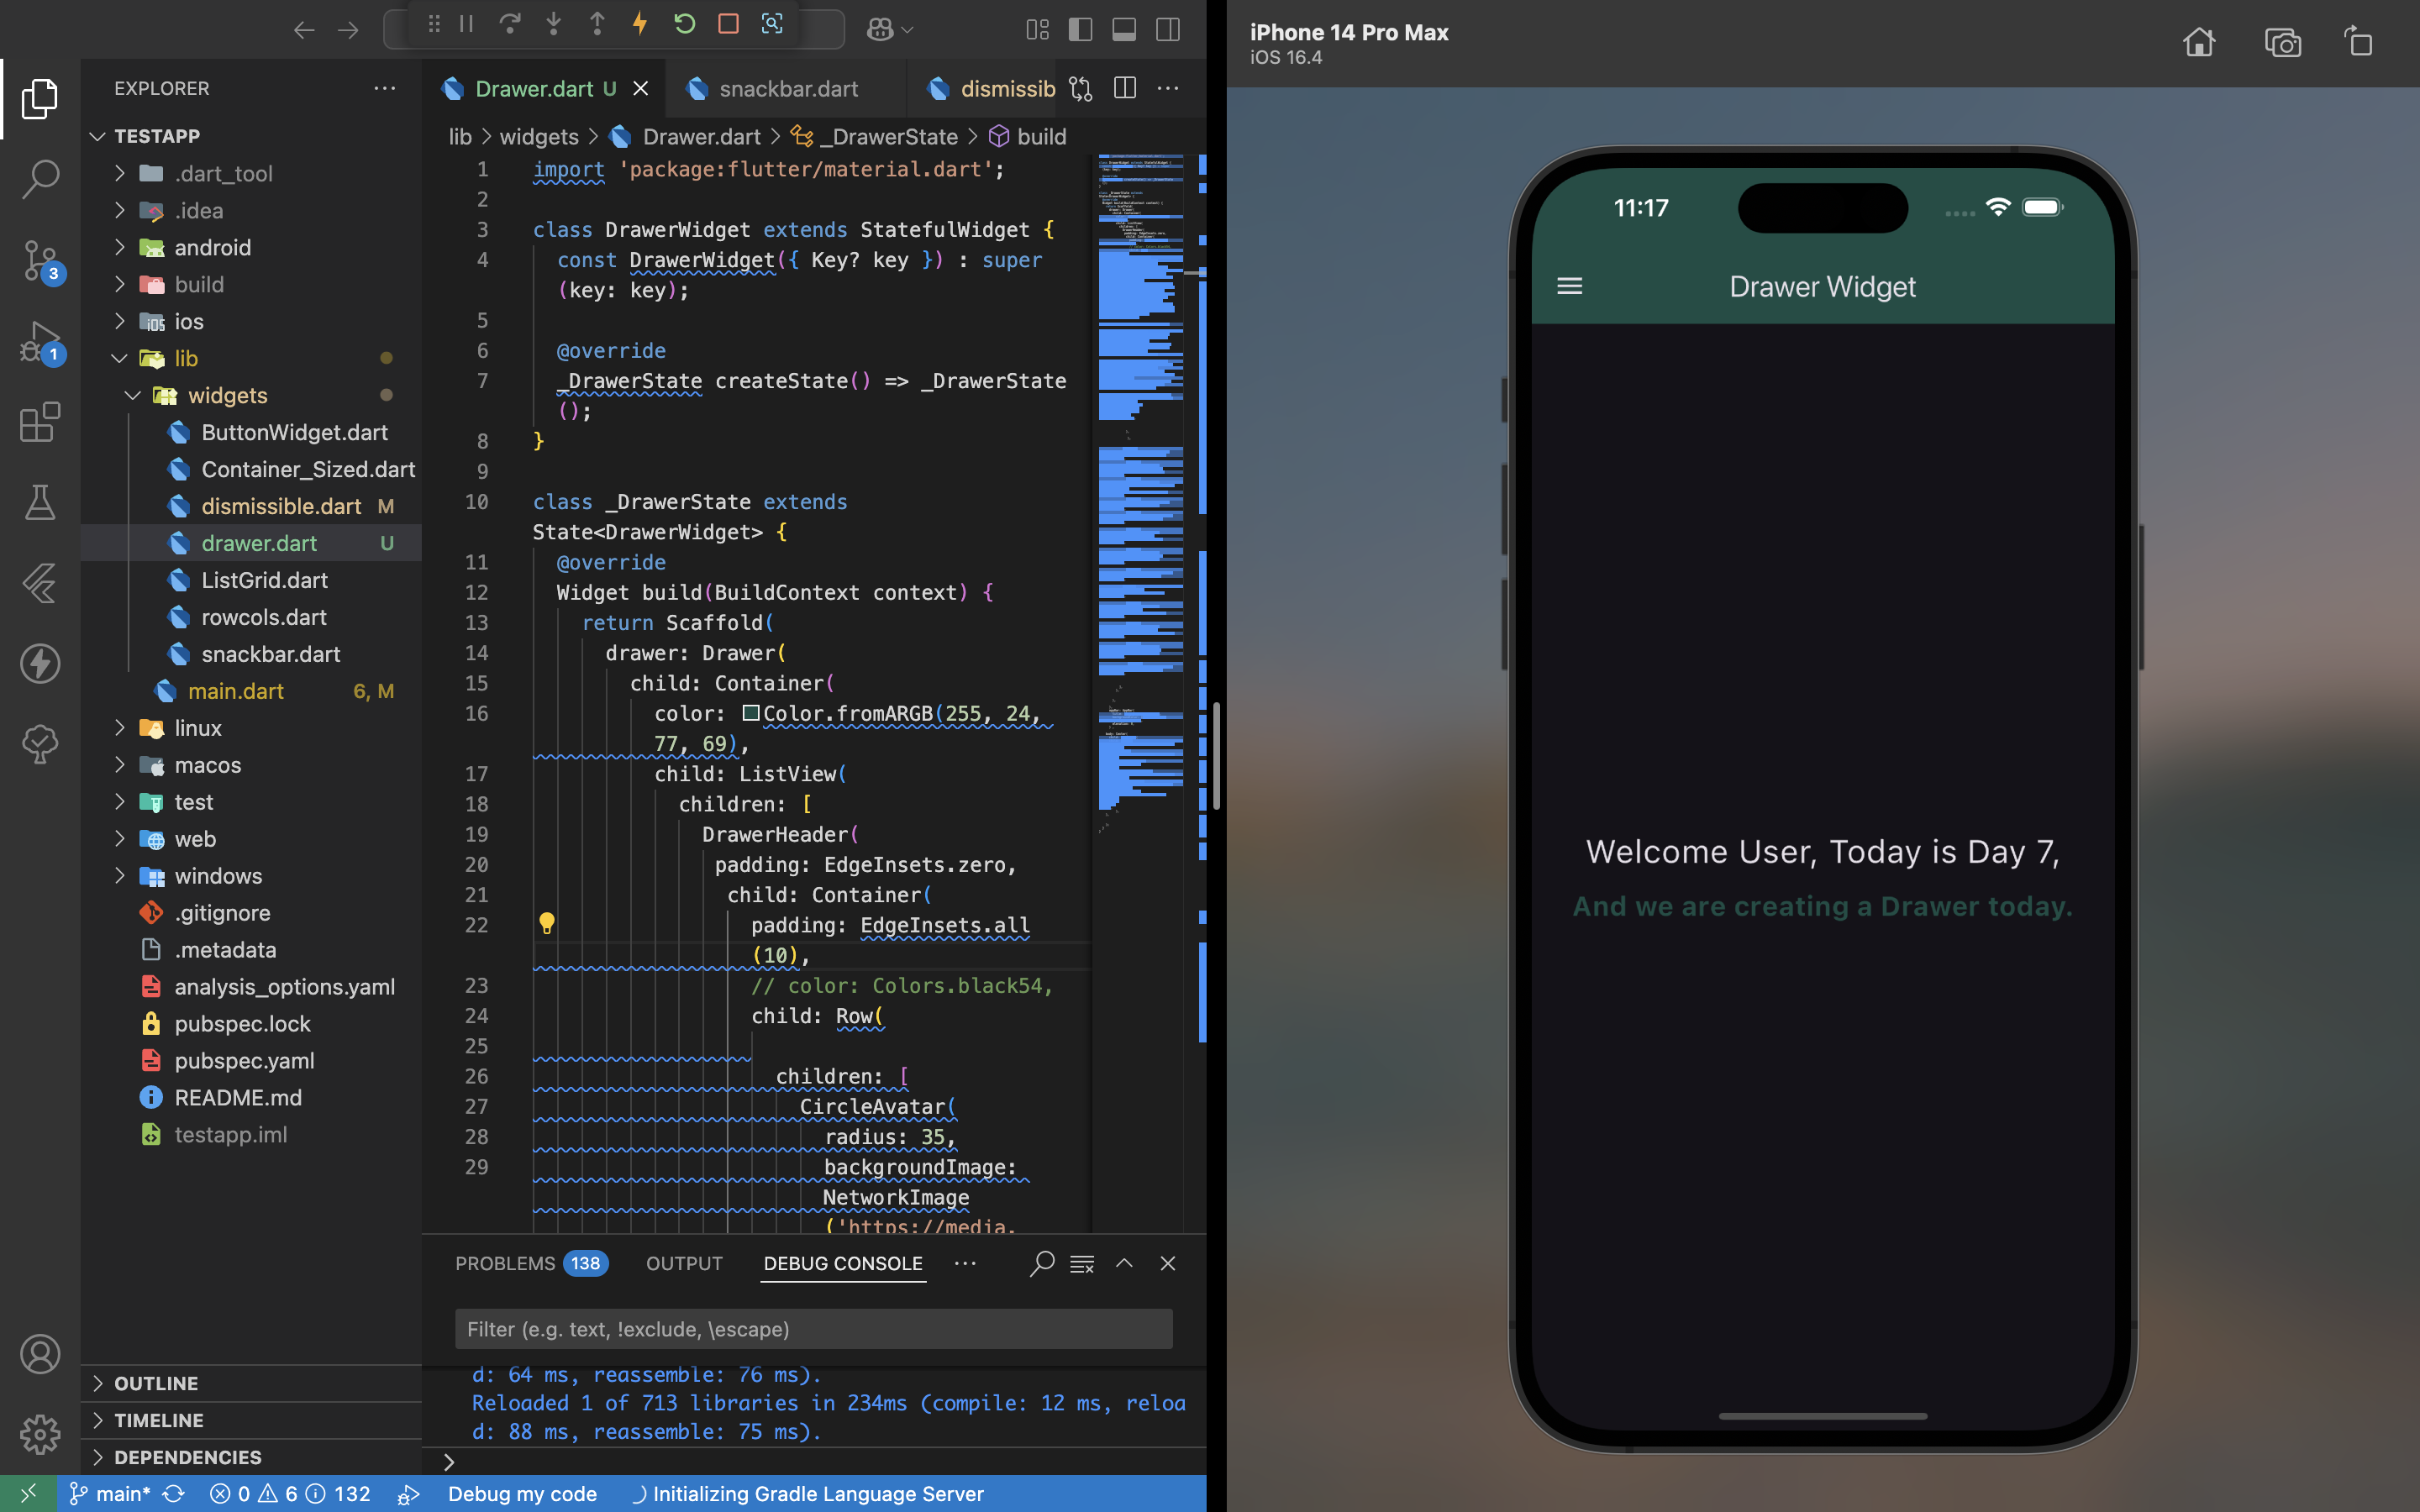 EXPLORER
TESTAPP
.dart_tool
.idea
android
build
ios
lib
widgets
ButtonWidget.dart
Container_Sized.dart
dismissible.dart M
drawer.dart U
ListGrid.dart
rowcols.dart
snackbar.dart
main.dart 6, M
linux
macos
test
web
windows
.gitignore
.metadata
analysis_options.yaml
pubspec.lock
pubspec.yaml
README.md
testapp.iml
OUTLINE
TIMELINE
DEPENDENCIES
3
1
Drawer.dart U
snackbar.dart
dismissib
lib > widgets > Drawer.dart > _DrawerState > build
1 import 'package:flutter/material.dart';
2
3 class DrawerWidget extends StatefulWidget {
4 const DrawerWidget({ Key? key }) : super
(key: key);
5
6 @override
7 _DrawerState createState() => _DrawerState
();
8 }
9
10 class _DrawerState extends
State<DrawerWidget> {
11 @override
12 Widget build(BuildContext context) {
13 return Scaffold(
14 drawer: Drawer(
15 child: Container(
16 color: Color.fromARGB(255, 24,
77, 69),
17 child: ListView(
18 children: [
19 DrawerHeader(
20 padding: EdgeInsets.zero,
21 child: Container(
22 padding: EdgeInsets.all
(10),
23 // color: Colors.black54,
24 child: Row(
25
26 children: [
27 CircleAvatar(
28 radius: 35,
29 backgroundImage:
NetworkImage
('https://media.
PROBLEMS 138 OUTPUT DEBUG CONSOLE
Filter (e.g. text, !exclude, \escape)
d: 64 ms, reassemble: 76 ms).
Reloaded 1 of 713 libraries in 234ms (compile: 12 ms, reloa
d: 88 ms, reassemble: 75 ms).
main* 0 6 132 Debug my code Initializing Gradle Language Server
iPhone 14 Pro Max
iOS 16.4
11:17
Drawer Widget
Welcome User, Today is Day 7,
And we are creating a Drawer today.